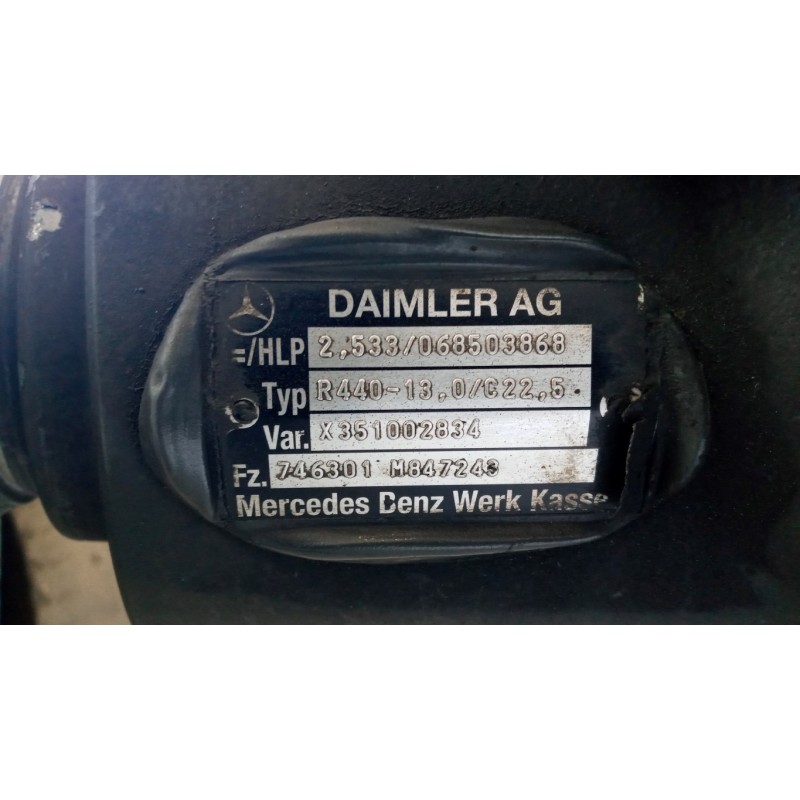 DAIMLER AG
=/HLP 2,533/068503868
Typ R440-13,0/C22,5
Var. X351002834
Fz. 746301 M847243
Mercedes Benz Werk Kasse